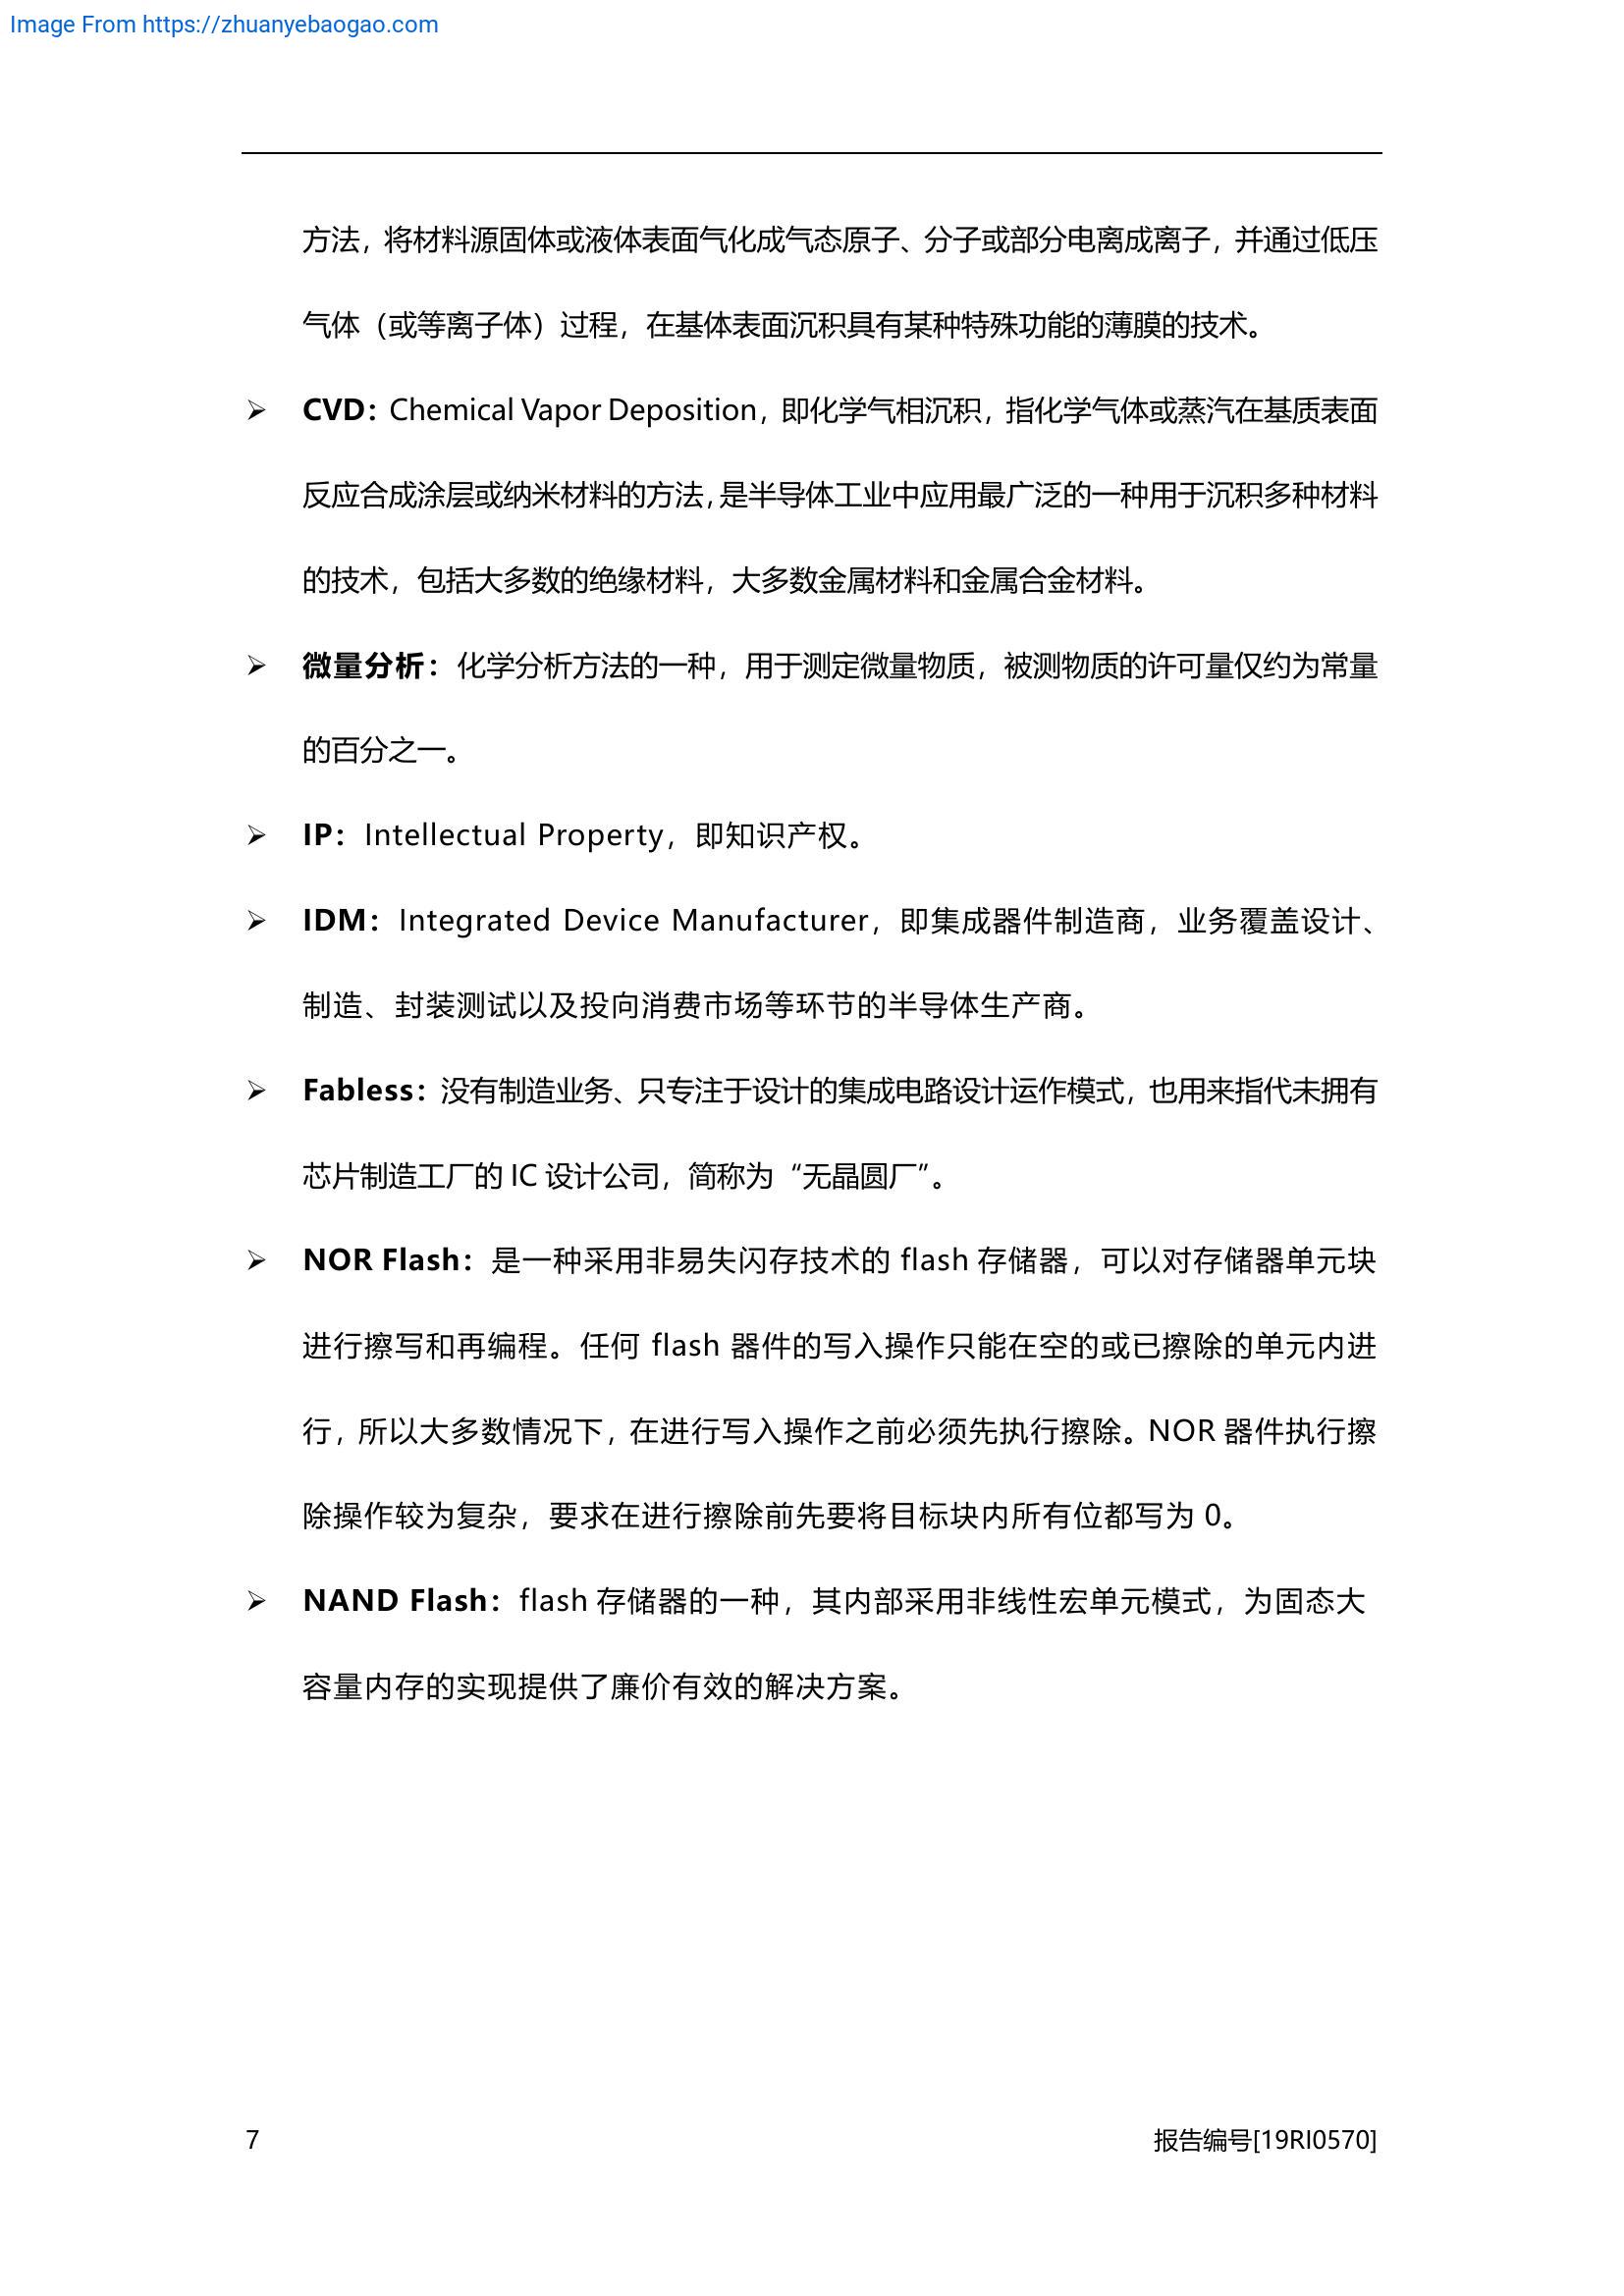 Image From https://zhuanyebaogao.com
方法，将材料源固体或液体表面气化成气态原子、分子或部分电离成离子，并通过低压
气体（或等离子体）过程，在基体表面沉积具有某种特殊功能的薄膜的技术。
➢ CVD：Chemical Vapor Deposition，即化学气相沉积，指化学气体或蒸汽在基质表面
反应合成涂层或纳米材料的方法，是半导体工业中应用最广泛的一种用于沉积多种材料
的技术，包括大多数的绝缘材料，大多数金属材料和金属合金材料。
➢ 微量分析：化学分析方法的一种，用于测定微量物质，被测物质的许可量仅约为常量
的百分之一。
➢ IP：Intellectual Property，即知识产权。
➢ IDM：Integrated Device Manufacturer，即集成器件制造商，业务覆盖设计、
制造、封装测试以及投向消费市场等环节的半导体生产商。
➢ Fabless：没有制造业务、只专注于设计的集成电路设计运作模式，也用来指代未拥有
芯片制造工厂的 IC 设计公司，简称为“无晶圆厂”。
➢ NOR Flash：是一种采用非易失闪存技术的 flash 存储器，可以对存储器单元块
进行擦写和再编程。任何 flash 器件的写入操作只能在空的或已擦除的单元内进
行，所以大多数情况下，在进行写入操作之前必须先执行擦除。NOR 器件执行擦
除操作较为复杂，要求在进行擦除前先要将目标块内所有位都写为 0。
➢ NAND Flash：flash 存储器的一种，其内部采用非线性宏单元模式，为固态大
容量内存的实现提供了廉价有效的解决方案。
7 报告编号[19RI0570]